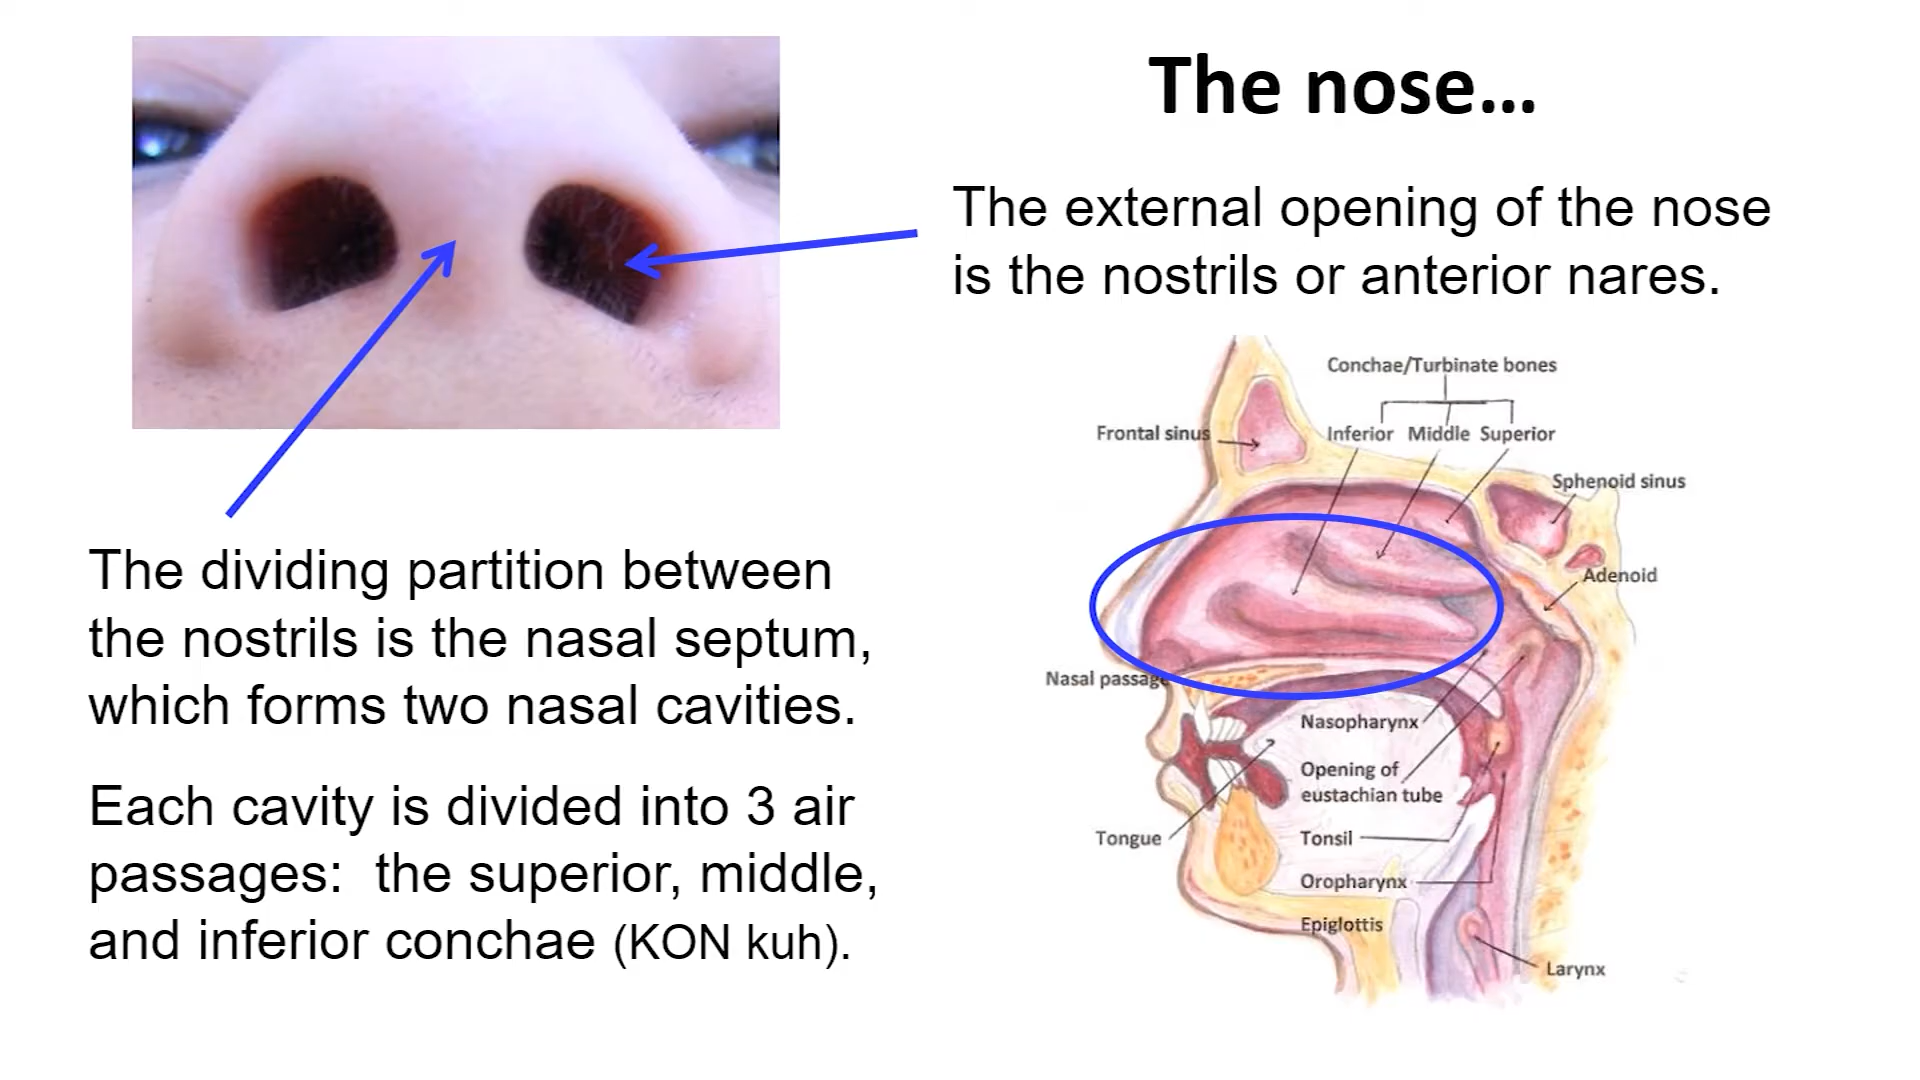 The nose...
The external opening of the nose
is the nostrils or anterior nares.
The dividing partition between
the nostrils is the nasal septum,
which forms two nasal cavities.
Each cavity is divided into 3 air
passages:  the superior, middle,
and inferior conchae (KON kuh).
Conchae/Turbinate bones
Frontal sinus
Inferior Middle Superior
Sphenoid sinus
Adenoid
Nasal passage
Nasopharynx
Opening of
eustachian tube
Tongue
Tonsil
Oropharynx
Epiglottis
Larynx